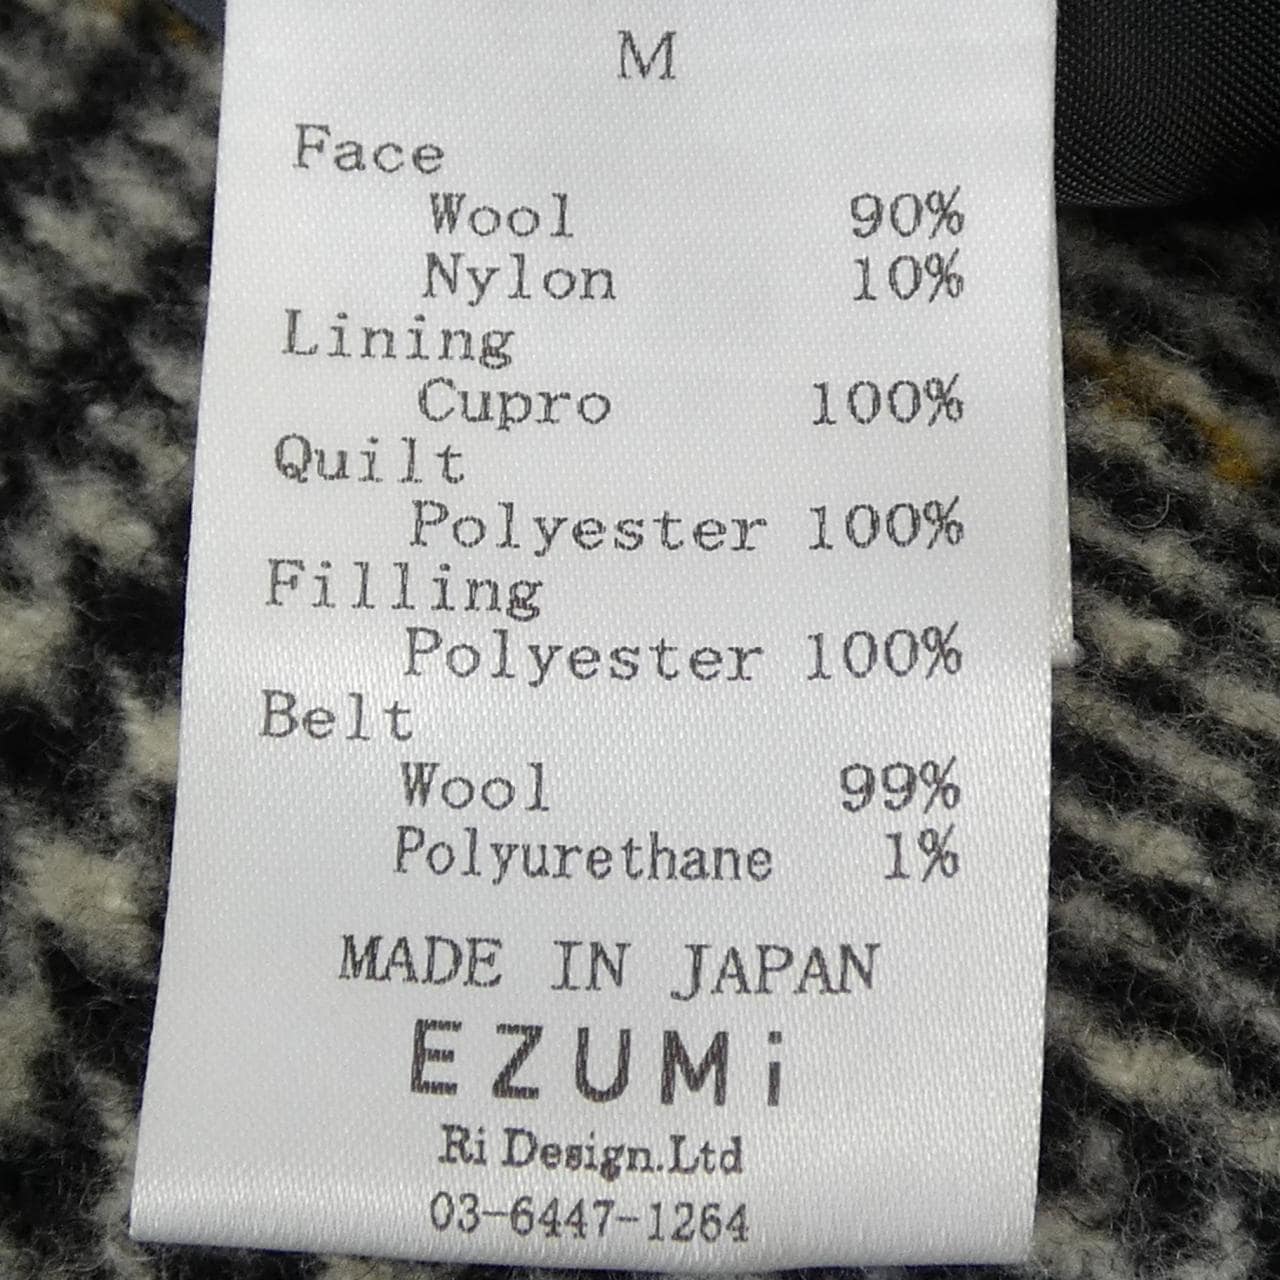 M
Face
Wool 90%
Nylon 10%
Lining
Cupro 100%
Quilt
Polyester 100%
Filling
Polyester 100%
Belt
Wool 99%
Polyurethane 1%
MADE IN JAPAN
EZUMi
Ri Design.Ltd
03-6447-1264